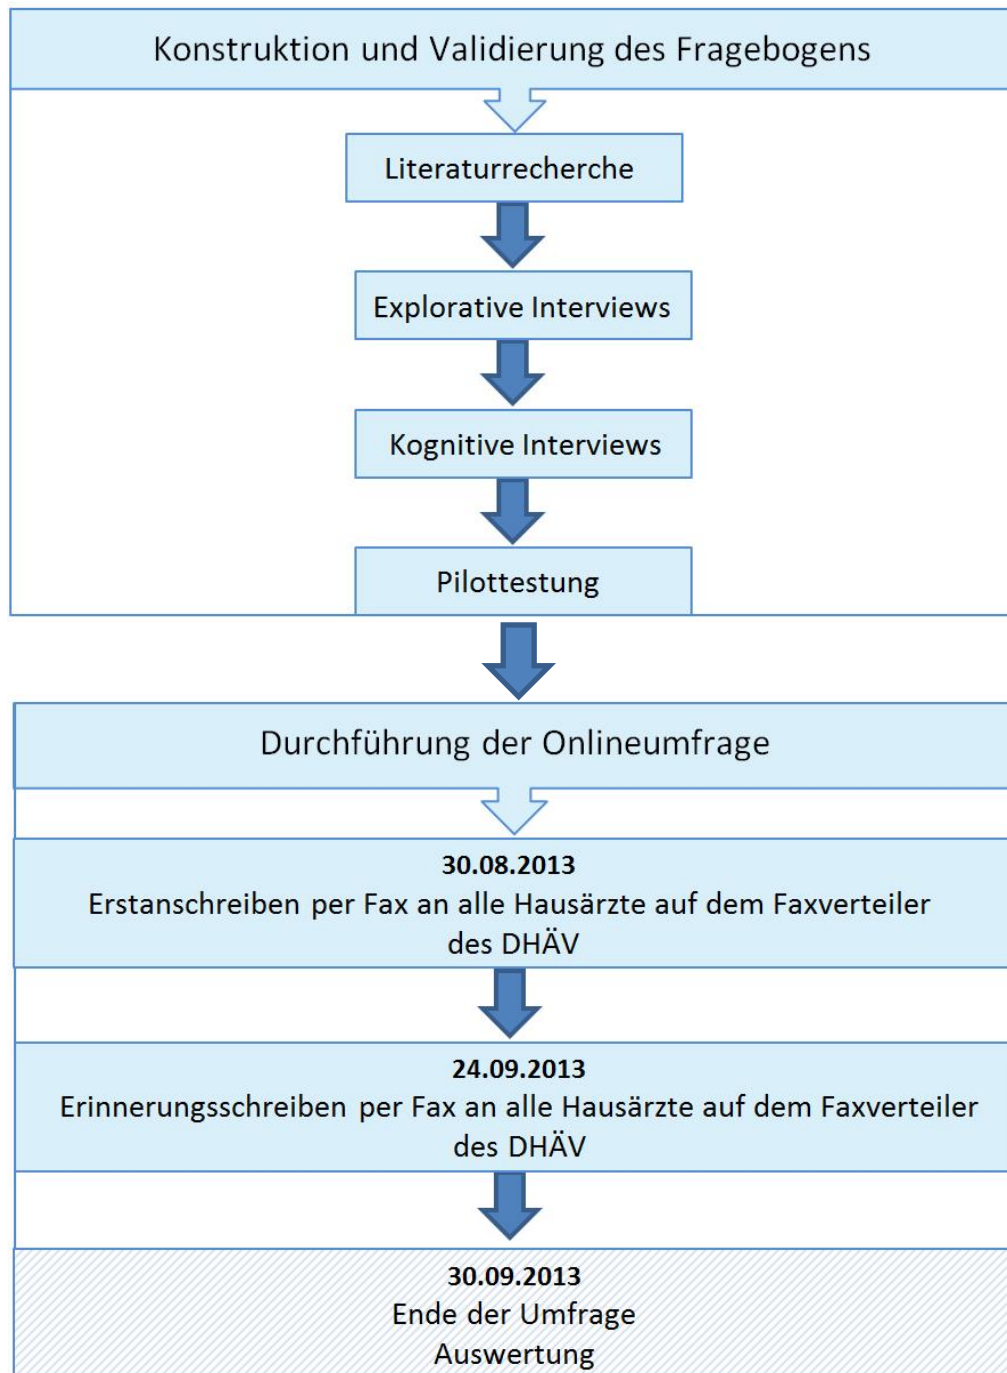 Konstruktion und Validierung des Fragebogens
Literaturrecherche
Explorative Interviews
Kognitive Interviews
Pilottestung
Durchführung der Onlineumfrage
30.08.2013
Erstanschreiben per Fax an alle Hausärzte auf dem Faxverteiler
des DHÄV
24.09.2013
Erinnerungsschreiben per Fax an alle Hausärzte auf dem Faxverteiler
des DHÄV
30.09.2013
Ende der Umfrage
Auswertung